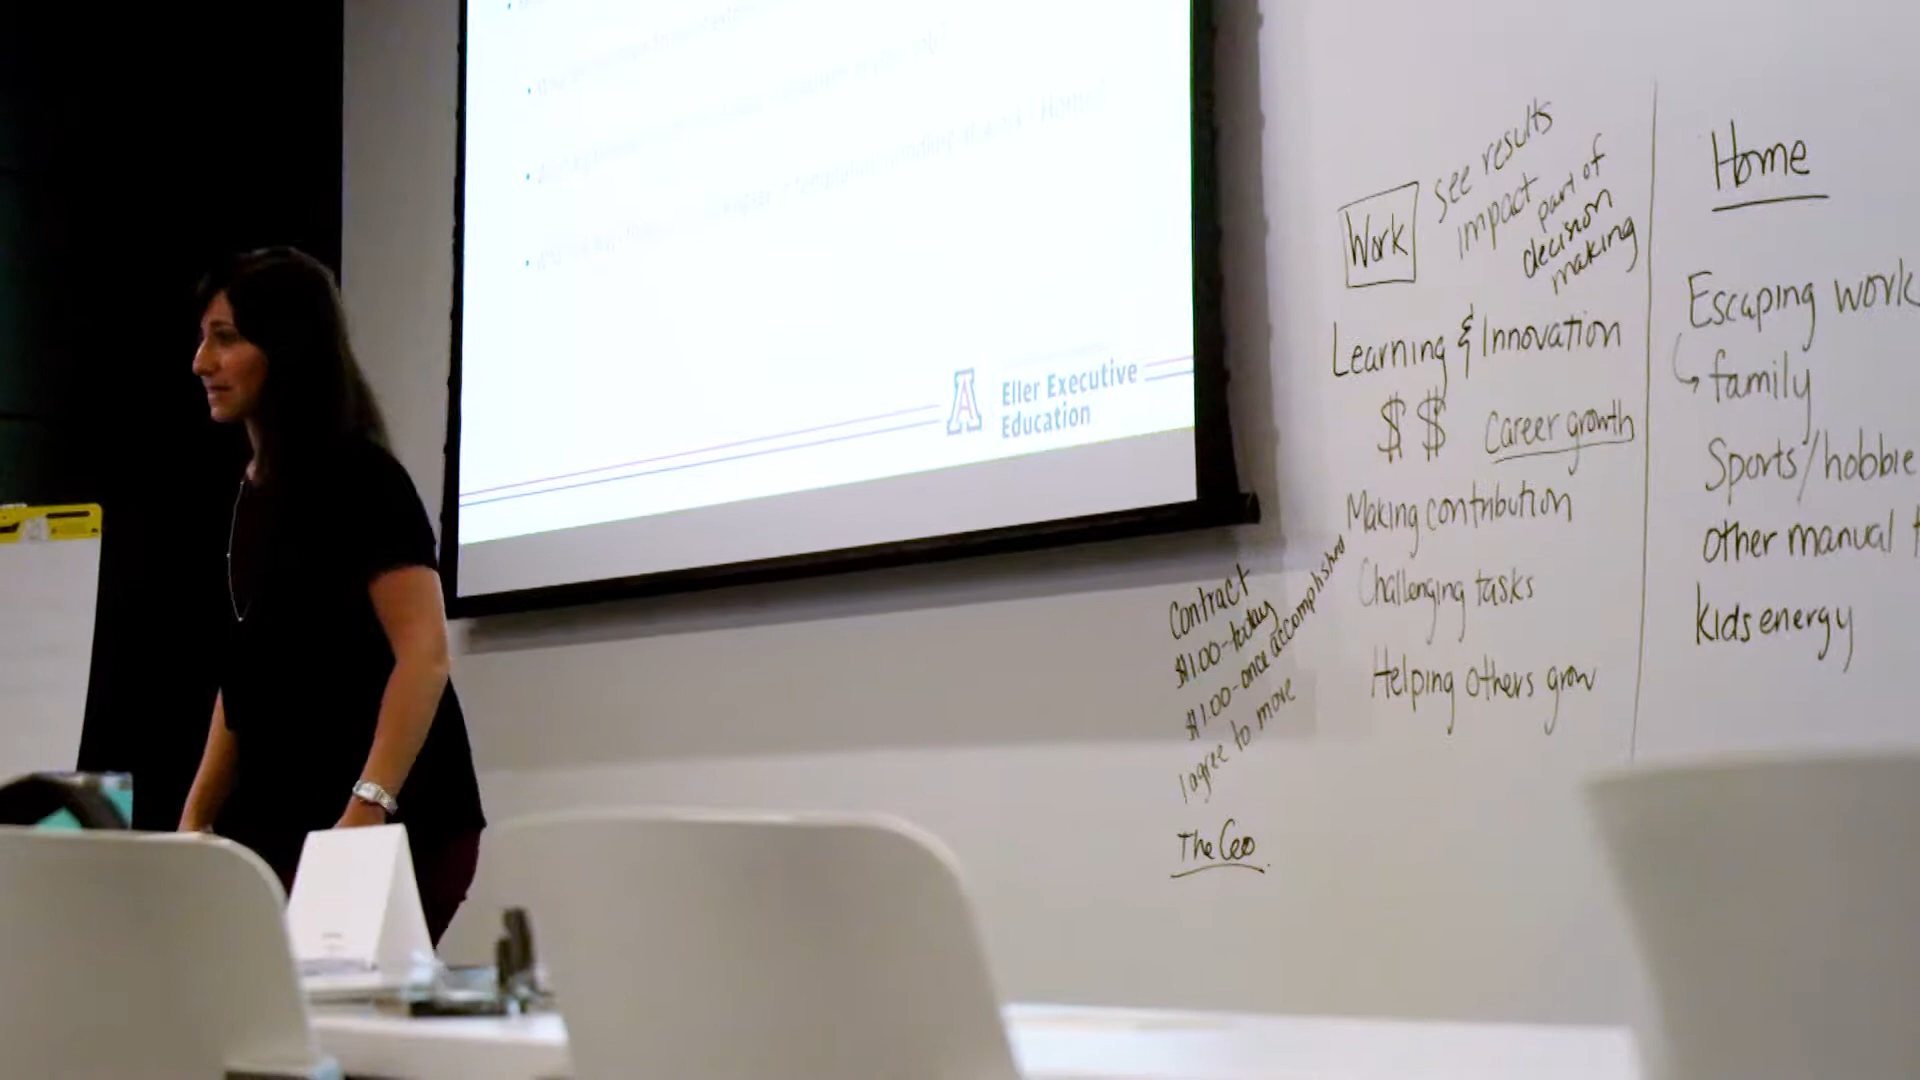 Eller Executive
Education
Work
see results
impact
part of
decision
making
Learning & Innovation
$ $ Career growth
Making contribution
Challenging tasks
Helping others grow
Contract
$1.00-today
$1.00-once accomplished
I agree to more
The Ceo
Home
Escaping work
family
Sports/hobbie
other manual t
kids energy